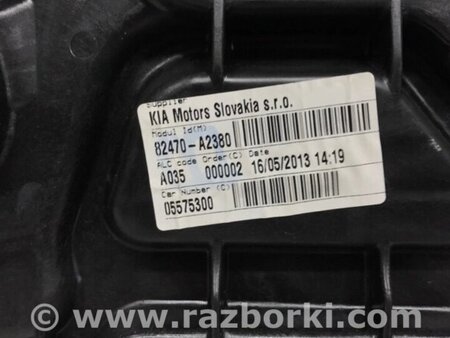 Supplier
KIA Motors Slovakia s.r.o.
Modul Id(M)
82470-A2380
ALC code Order(C) Date
A035 000002 16/05/2013 14:19
Car Number (C)
05575300
www.razborki.com